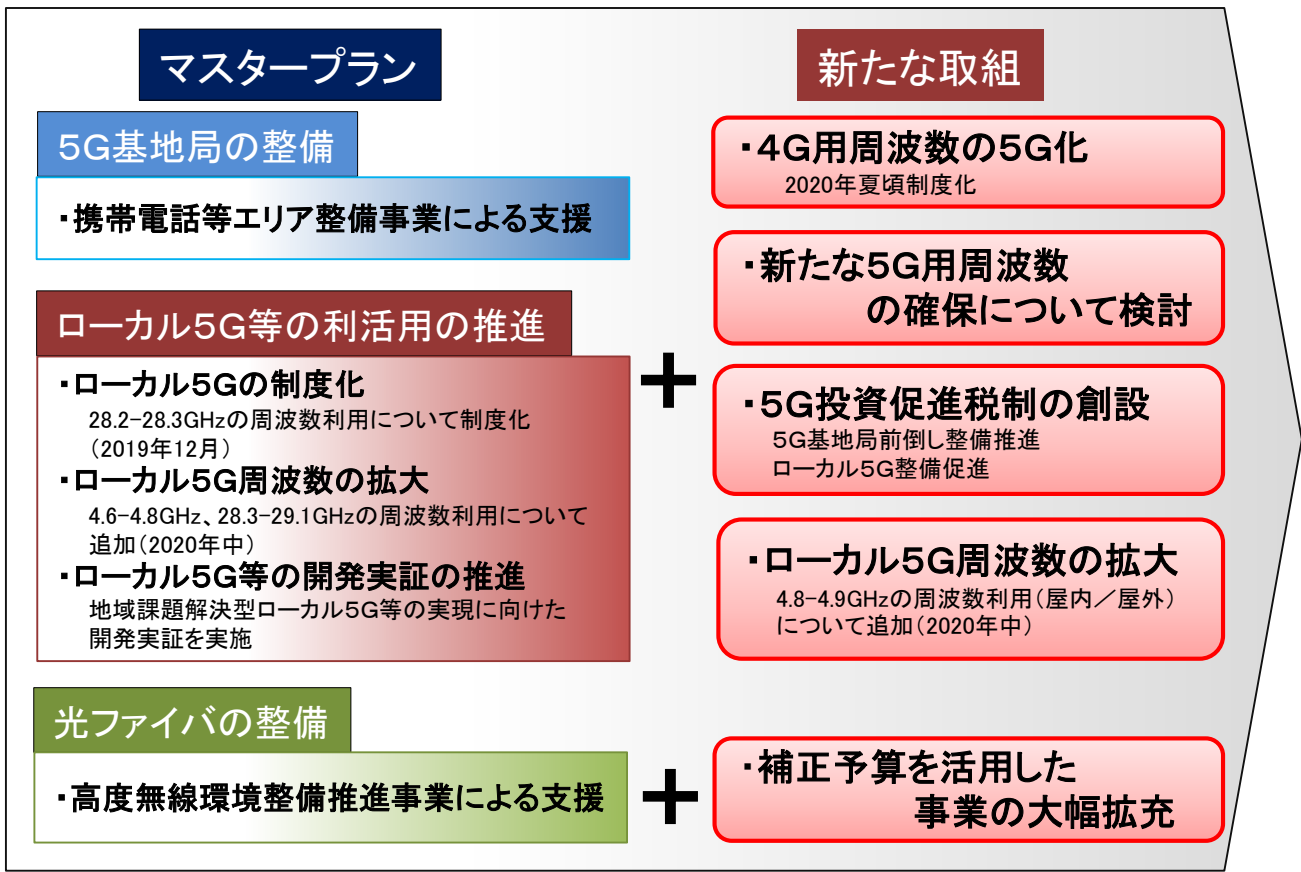 マスタープラン
5G基地局の整備
・携帯電話等エリア整備事業による支援
ローカル5G等の利活用の推進
・ローカル5Gの制度化
28.2-28.3GHzの周波数利用について制度化
(2019年12月)
・ローカル5G周波数の拡大
4.6-4.8GHz、28.3-29.1GHzの周波数利用について
追加(2020年中)
・ローカル5G等の開発実証の推進
地域課題解決型ローカル5G等の実現に向けた
開発実証を実施
光ファイバの整備
・高度無線環境整備推進事業による支援
+
+
新たな取組
・4G用周波数の5G化
2020年夏頃制度化
・新たな5G用周波数
の確保について検討
・5G投資促進税制の創設
5G基地局前倒し整備推進
ローカル5G整備促進
・ローカル5G周波数の拡大
4.8-4.9GHzの周波数利用(屋内/屋外)
について追加(2020年中)
・補正予算を活用した
事業の大幅拡充